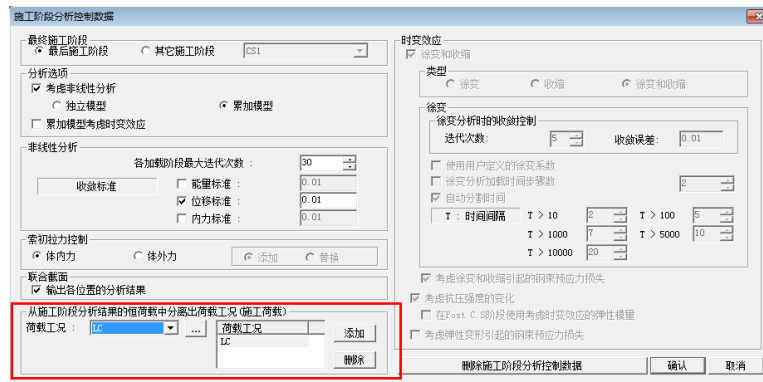 施工阶段分析控制数据
最终施工阶段
最后施工阶段 其它施工阶段 CS1
分析选项
考虑非线性分析
独立模型 累加模型
累加模型考虑时变效应
非线性分析
各加载阶段最大迭代次数 : 30
收敛标准 能量标准 : 0.01
位移标准 : 0.01
内力标准 : 0.01
索初拉力控制
体内力 体外力 添加 替换
联合截面
输出各位置的分析结果
从施工阶段分析结果的恒荷载中分离出荷载工况(施工荷载)
荷载工况 : LC ... 荷载工况 添加
LC
删除
时变效应
徐变和收缩
类型
徐变 收缩 徐变和收缩
徐变
徐变分析时的收敛控制
迭代次数: 5 收敛误差: 0.01
使用用户定义的徐变系数
徐变分析加载时间步骤数 2
自动分割时间
T : 时间间隔 T > 10 2 T > 100 5
T > 1000 7 T > 5000 10
T > 10000 20
考虑徐变和收缩引起的钢束预应力损失
考虑抗压强度的变化
在Post C.S阶段使用考虑时变效应的弹性模量
考虑弹性变形引起的钢束预应力损失
删除施工阶段分析控制数据 确认 取消